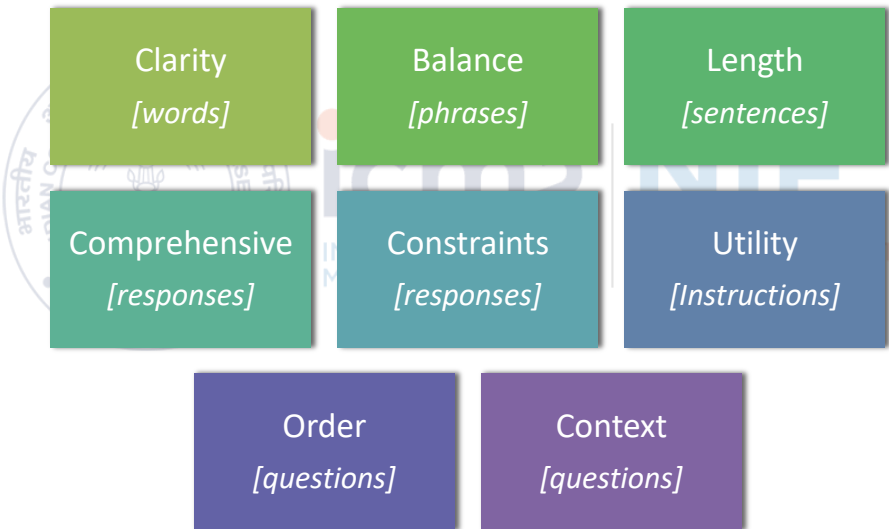 Clarity
[words]
Balance
[phrases]
Length
[sentences]
Comprehensive
[responses]
Constraints
[responses]
Utility
[Instructions]
Order
[questions]
Context
[questions]